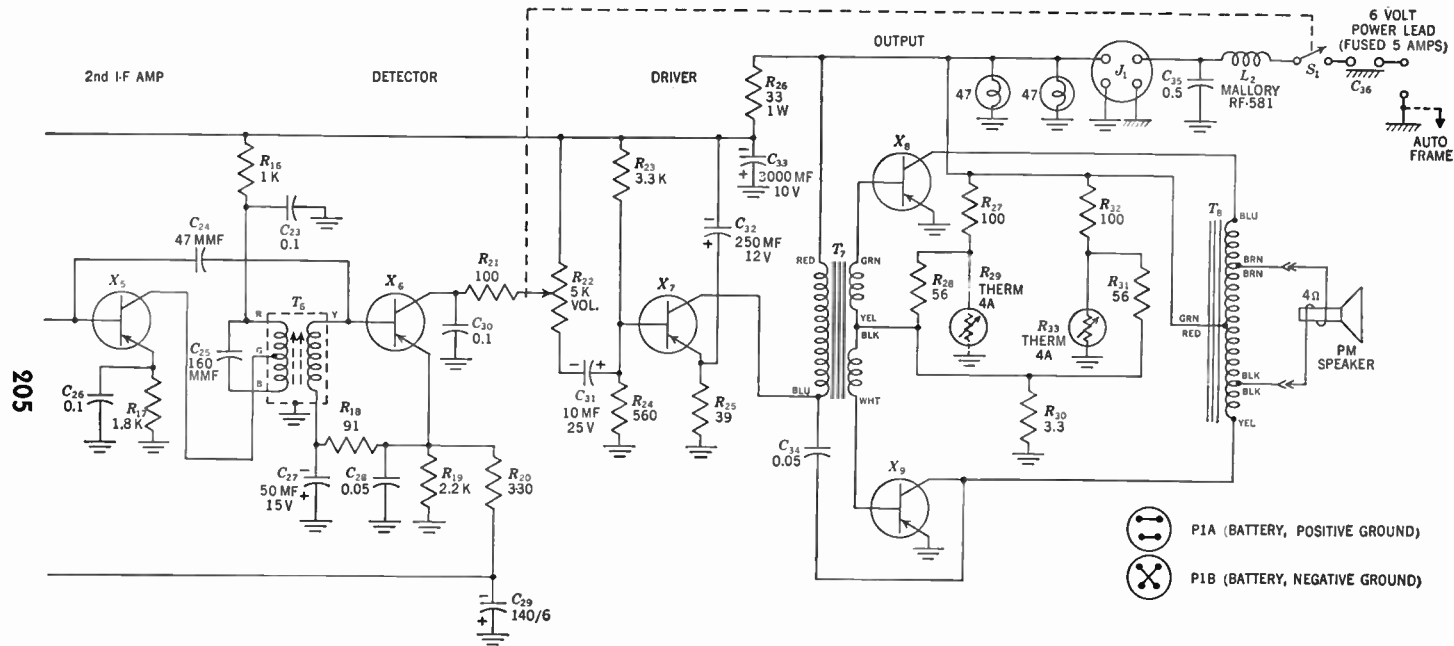 2nd I-F AMP
DETECTOR
DRIVER
OUTPUT
6 VOLT
POWER LEAD
(FUSED 5 AMPS)
S1
C36
AUTO
FRAME
R26
33
1W
47
47
J1
C35
0.5
L2
MALLORY
RF-581
R16
1 K
C23
0.1
C24
47 MMF
X5
C26
0.1
R17
1.8 K
C25
160
MMF
T6
R
G
B
Y
X6
R21
100
C30
0.1
R18
91
C27
50 MF
15 V
C28
0.05
R19
2.2 K
R20
330
C29
140/6
R22
5 K
VOL.
R23
3.3 K
C33
3000 MF
10 V
C32
250 MF
12 V
X7
C31
10 MF
25 V
R24
560
R25
39
T7
RED
BLU
GRN
YEL
BLK
WHT
C34
0.05
X8
X9
R27
100
R28
56
R29
THERM
4A
R32
100
R31
56
R33
THERM
4A
R30
3.3
T8
BLU
BRN
BRN
GRN
RED
BLK
BLK
YEL
4Ω
PM
SPEAKER
P1A (BATTERY, POSITIVE GROUND)
P1B (BATTERY, NEGATIVE GROUND)
205